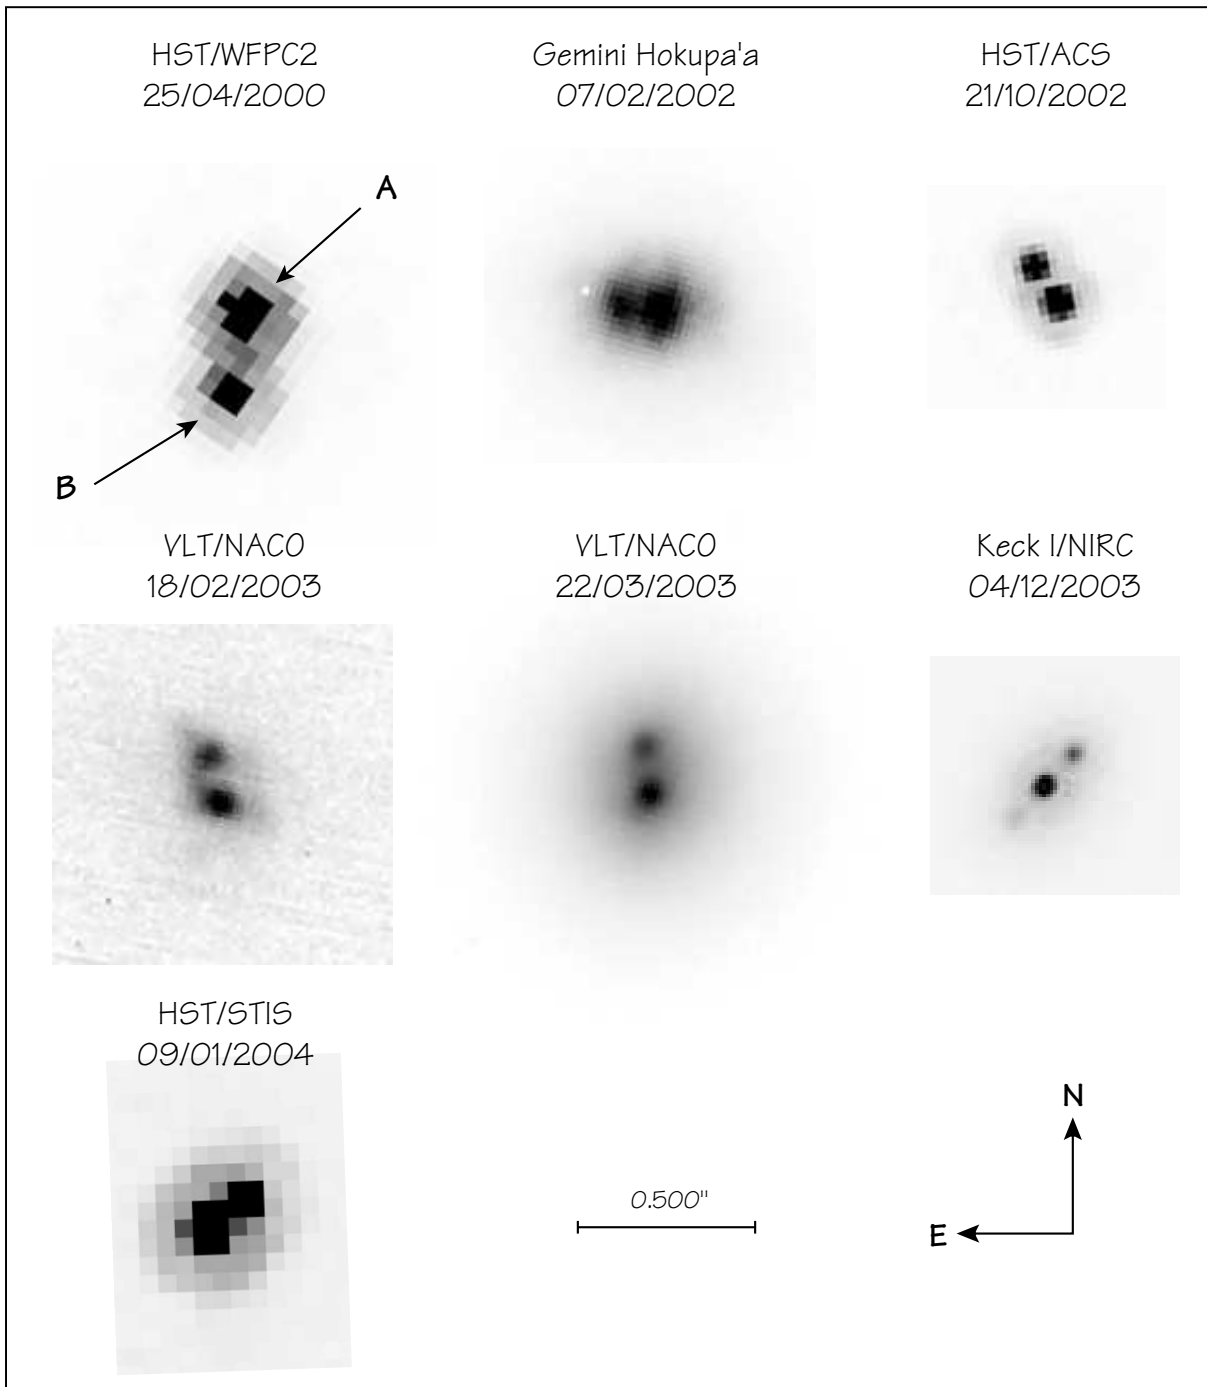 HST/WFPC2
25/04/2000
Gemini Hokupa'a
07/02/2002
HST/ACS
21/10/2002
A
B
VLT/NACO
18/02/2003
VLT/NACO
22/03/2003
Keck I/NIRC
04/12/2003
HST/STIS
09/01/2004
0.500"
N
E